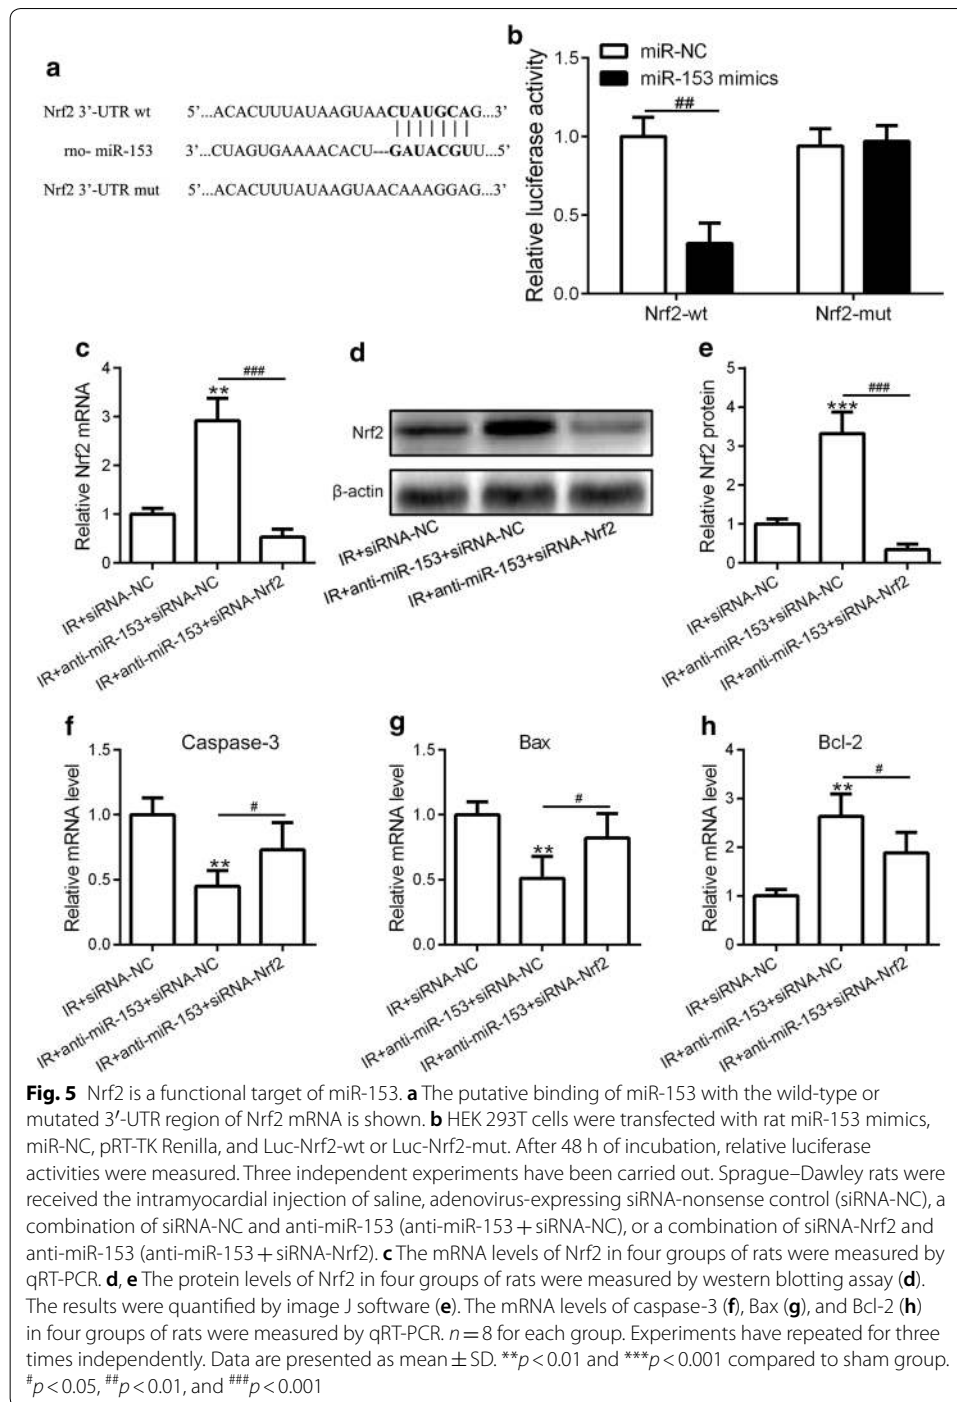 a
Nrf2 3'-UTR wt 5'...ACACUUUAUAAGUAACUAUGCAG...3'
rno- miR-153 3'...CUAGUGAAAACACU---GAUACGUU...5'
Nrf2 3'-UTR mut 5'...ACACUUUAUAAGUAACAAAGGAG...3'
b
miR-NC
miR-153 mimics
Relative luciferase activity
1.5
1.0
0.5
0.0
##
Nrf2-wt Nrf2-mut
c
Relative Nrf2 mRNA
4
3
2
1
0
**
###
IR+siRNA-NC
IR+anti-miR-153+siRNA-NC
IR+anti-miR-153+siRNA-Nrf2
d
Nrf2
β-actin
IR+siRNA-NC
IR+anti-miR-153+siRNA-NC
IR+anti-miR-153+siRNA-Nrf2
e
Relative Nrf2 protein
5
4
3
2
1
0
***
###
IR+siRNA-NC
IR+anti-miR-153+siRNA-NC
IR+anti-miR-153+siRNA-Nrf2
f
Caspase-3
Relative mRNA level
1.5
1.0
0.5
0.0
**
#
IR+siRNA-NC
IR+anti-miR-153+siRNA-NC
IR+anti-miR-153+siRNA-Nrf2
g
Bax
Relative mRNA level
1.5
1.0
0.5
0.0
**
#
IR+siRNA-NC
IR+anti-miR-153+siRNA-NC
IR+anti-miR-153+siRNA-Nrf2
h
Bcl-2
Relative mRNA level
4
3
2
1
0
**
#
IR+siRNA-NC
IR+anti-miR-153+siRNA-NC
IR+anti-miR-153+siRNA-Nrf2
Fig. 5 Nrf2 is a functional target of miR-153. a The putative binding of miR-153 with the wild-type or
mutated 3′-UTR region of Nrf2 mRNA is shown. b HEK 293T cells were transfected with rat miR-153 mimics,
miR-NC, pRT-TK Renilla, and Luc-Nrf2-wt or Luc-Nrf2-mut. After 48 h of incubation, relative luciferase
activities were measured. Three independent experiments have been carried out. Sprague–Dawley rats were
received the intramyocardial injection of saline, adenovirus-expressing siRNA-nonsense control (siRNA-NC), a
combination of siRNA-NC and anti-miR-153 (anti-miR-153 + siRNA-NC), or a combination of siRNA-Nrf2 and
anti-miR-153 (anti-miR-153 + siRNA-Nrf2). c The mRNA levels of Nrf2 in four groups of rats were measured by
qRT-PCR. d, e The protein levels of Nrf2 in four groups of rats were measured by western blotting assay (d).
The results were quantified by image J software (e). The mRNA levels of caspase-3 (f), Bax (g), and Bcl-2 (h)
in four groups of rats were measured by qRT-PCR. n = 8 for each group. Experiments have repeated for three
times independently. Data are presented as mean ± SD. **p < 0.01 and ***p < 0.001 compared to sham group.
#p < 0.05, ##p < 0.01, and ###p < 0.001